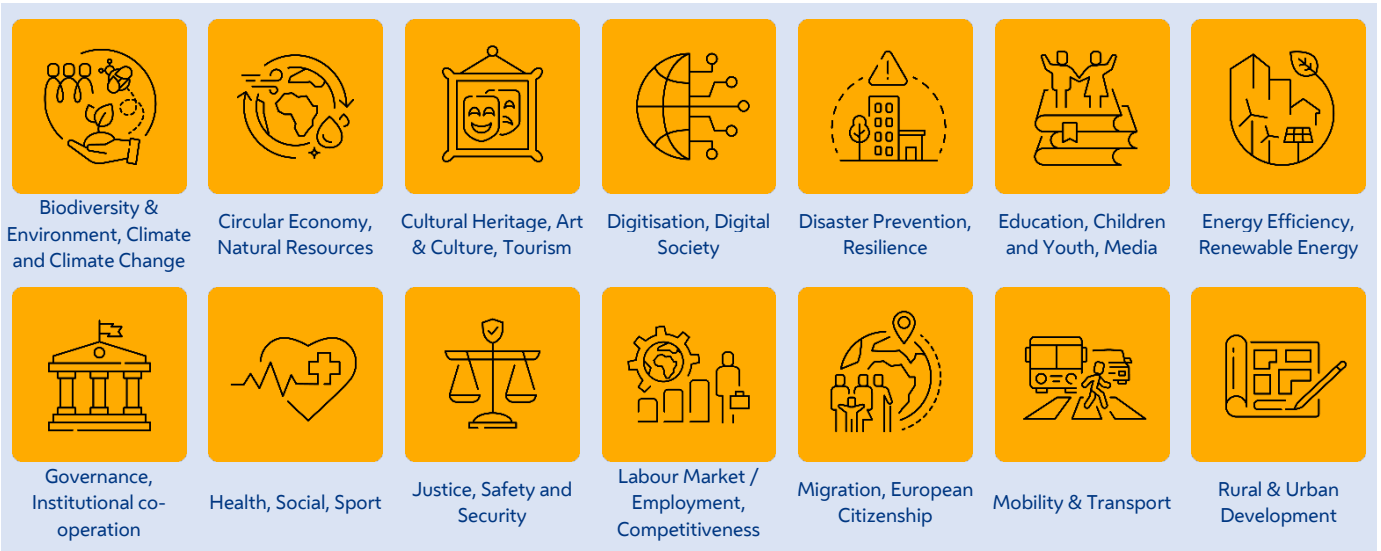 Biodiversity &
Environment, Climate
and Climate Change
Circular Economy,
Natural Resources
Cultural Heritage, Art
& Culture, Tourism
Digitisation, Digital
Society
Disaster Prevention,
Resilience
Education, Children
and Youth, Media
Energy Efficiency,
Renewable Energy
Governance,
Institutional co-
operation
Health, Social, Sport
Justice, Safety and
Security
Labour Market /
Employment,
Competitiveness
Migration, European
Citizenship
Mobility & Transport
Rural & Urban
Development